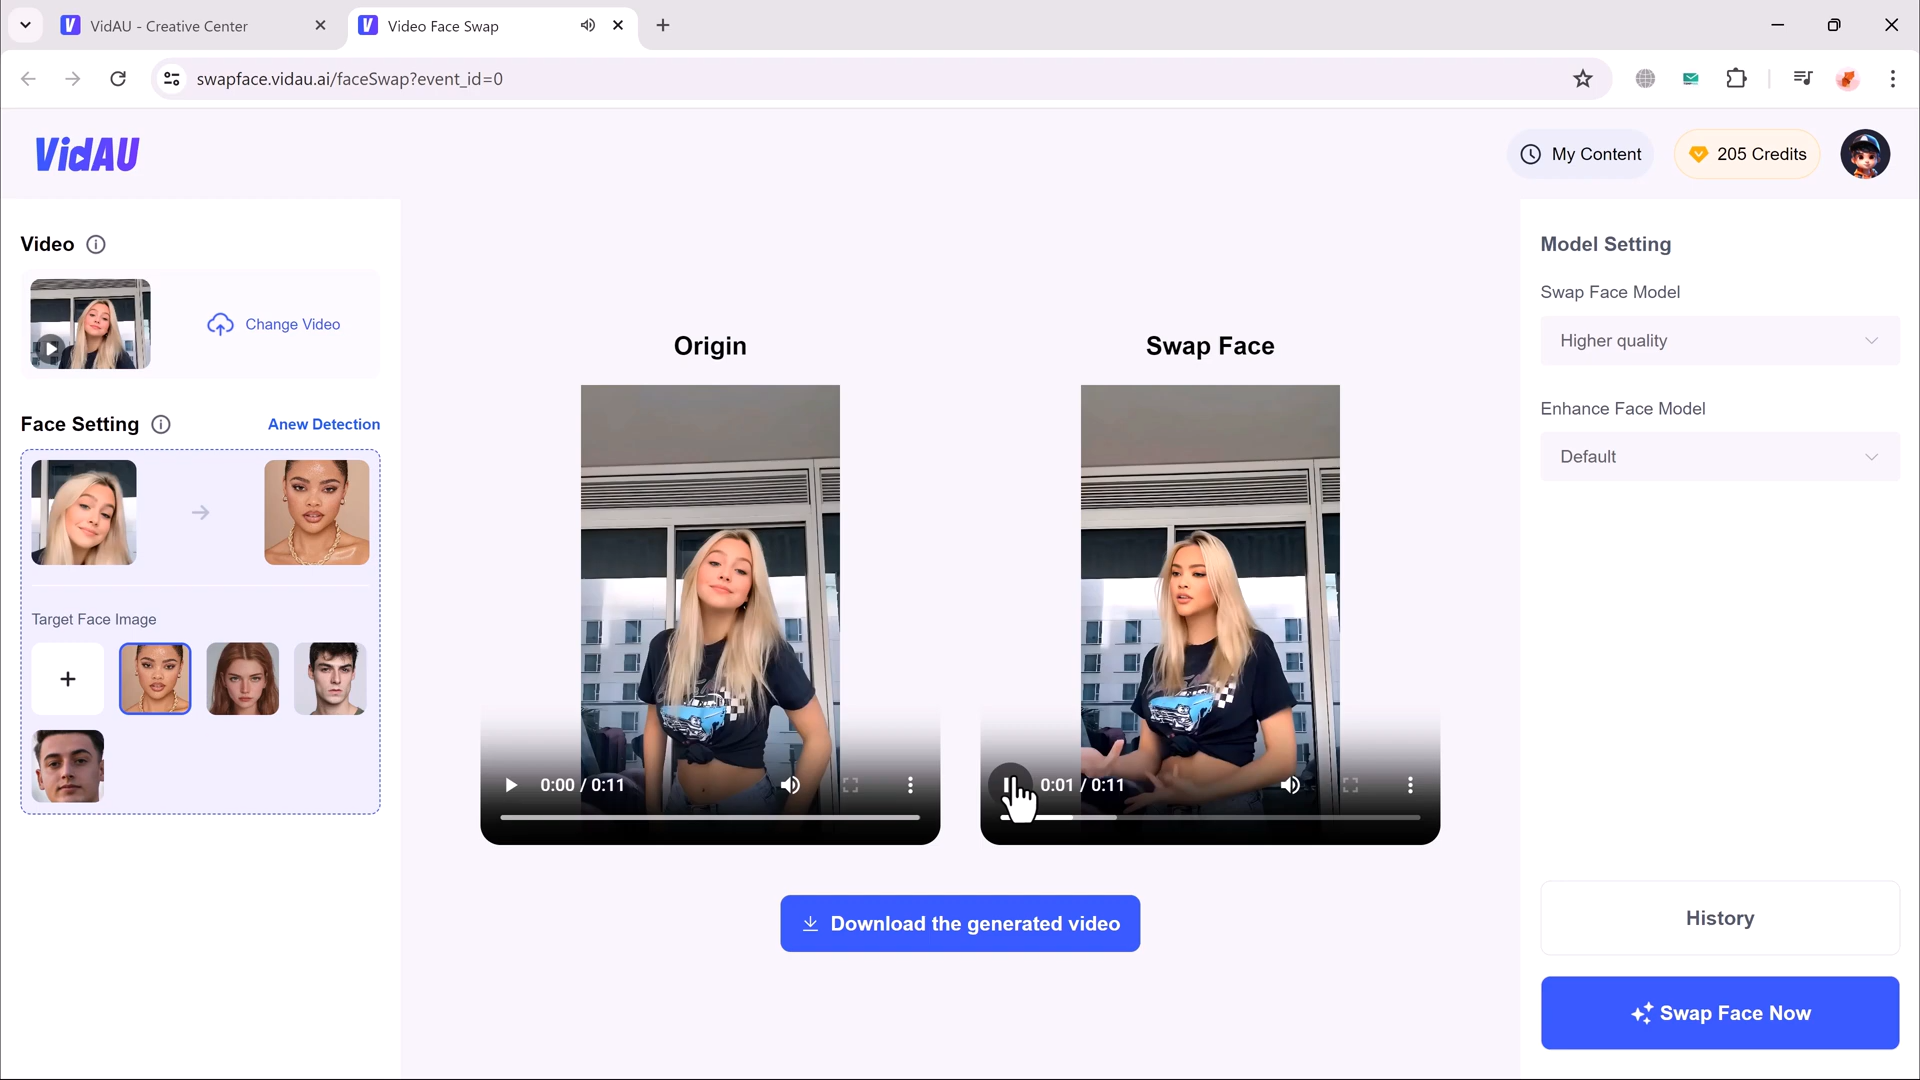 VidAU - Creative Center
Video Face Swap
swapface.vidau.ai/faceSwap?event_id=0
VidAU
My Content
205 Credits
Video
Change Video
Face Setting
Anew Detection
Target Face Image
Origin
Swap Face
0:00 / 0:11
0:01 / 0:11
Download the generated video
Model Setting
Swap Face Model
Higher quality
Enhance Face Model
Default
History
Swap Face Now